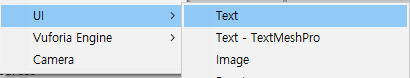 UI
Vuforia Engine
Camera
Text
Text - TextMeshPro
Image